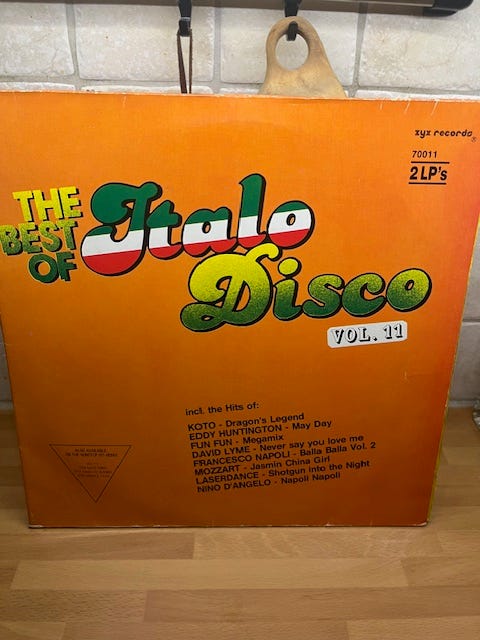 zyx records®
70011
2 LP's
THE
BEST
OF
Italo
Disco
VOL. 11
incl. the Hits of:
KOTO - Dragon's Legend
EDDY HUNTINGTON - May Day
FUN FUN - Megamix
DAVID LYME - Never say you love me
FRANCESCO NAPOLI - Balla Balla Vol. 2
MOZZART - Jasmin China Girl
LASERDANCE - Shotgun into the Night
NINO D'ANGELO - Napoli Napoli
ALSO AVAILABLE